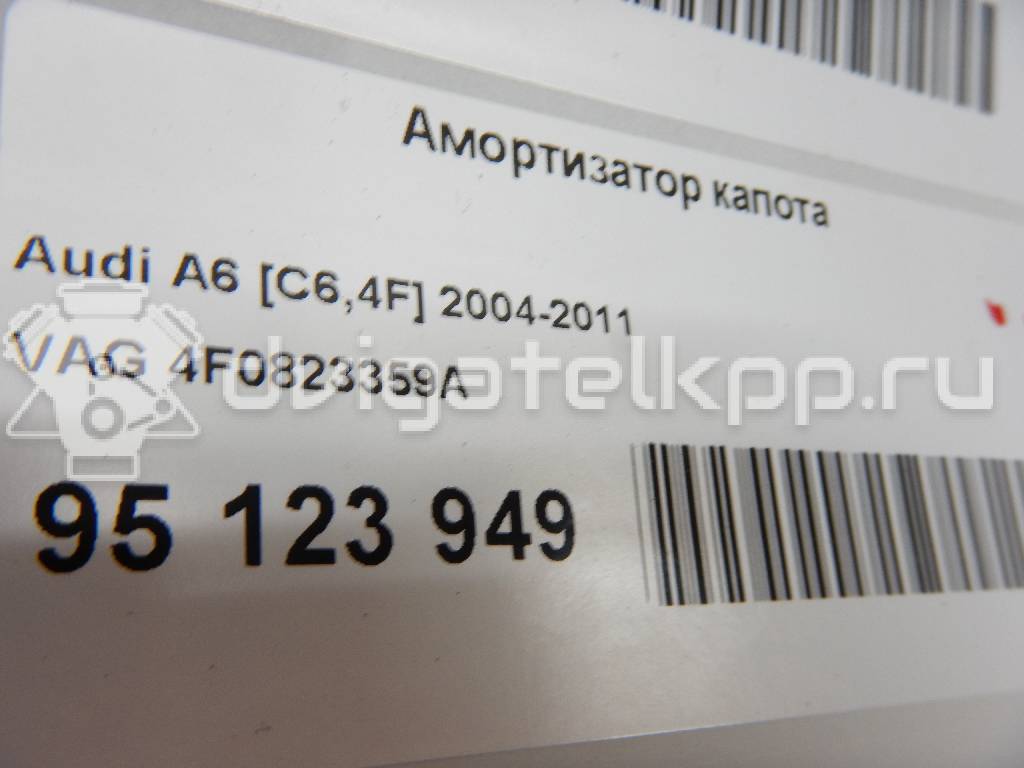 Амортизатор капота
Audi A6 [C6,4F] 2004-2011
VAG 4F0823359A
dvigatelkpp.ru
95 123 949